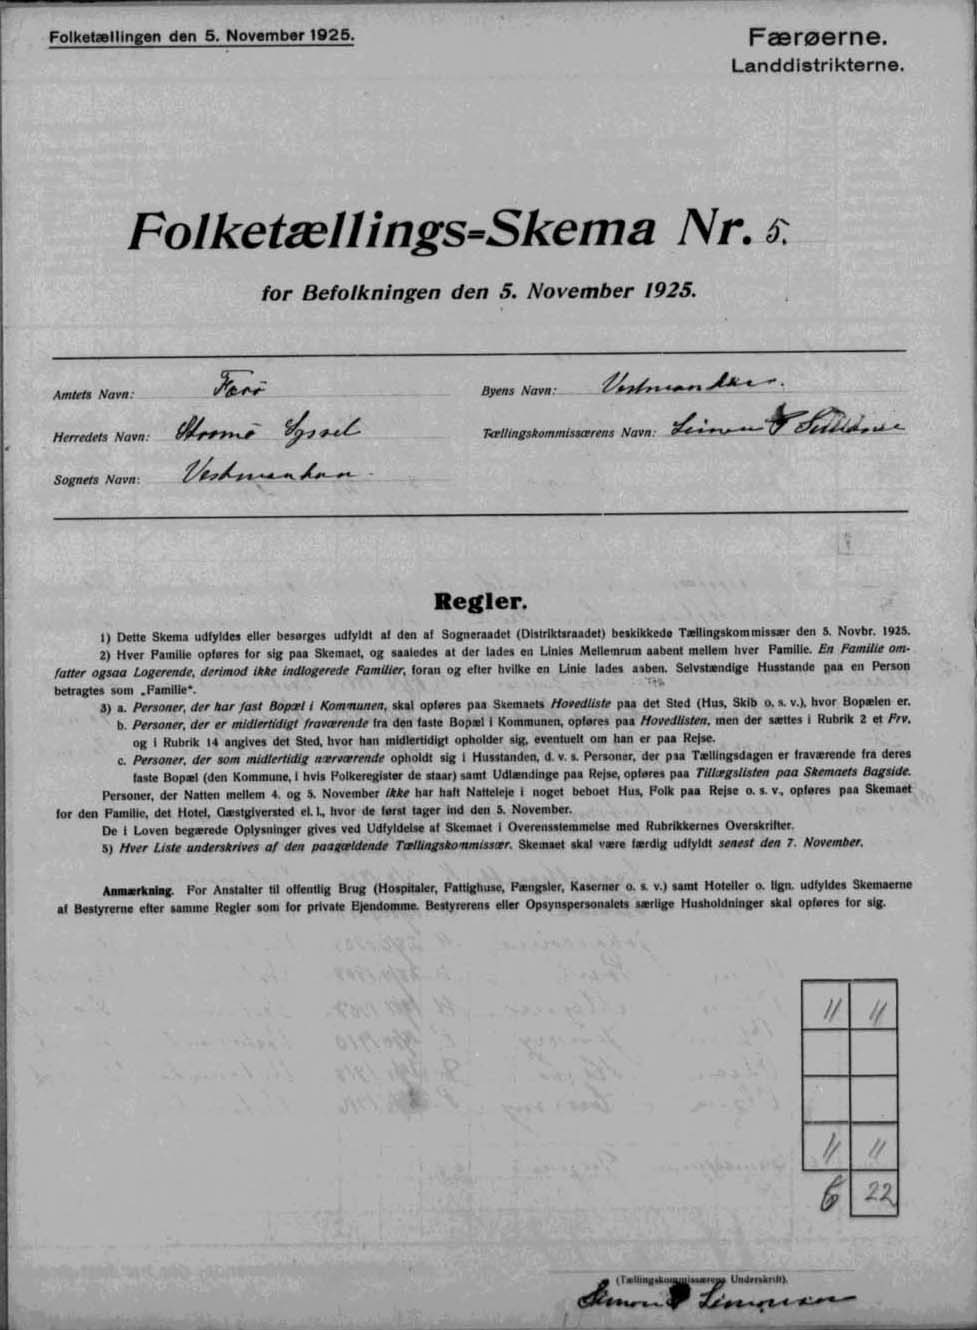 Folketællingen den 5. November 1925.
Færøerne.
Landdistrikterne.
Folketællings=Skema Nr. 5.
for Befolkningen den 5. November 1925.
Amtets Navn: Færö
Byens Navn:
Herredets Navn: Strømö Syssel
Tællingskommissærens Navn: Simon
Sognets Navn: Vestmanhavn
Regler.
1) Dette Skema udfyldes eller besørges udfyldt af den af Sogneraadet (Distriktsraadet) beskikkede Tællingskommissær den 5. Novbr. 1925.
2) Hver Familie opføres for sig paa Skemaet, og saaledes at der lades en Linies Mellemrum aabent mellem hver Familie. En Familie om-
fatter ogsaa Logerende, derimod ikke indlogerede Familier, foran og efter hvilke en Linie lades aaben. Selvstændige Husstande paa en Person
betragtes som „Familie“.
3) a. Personer, der har fast Bopæl i Kommunen, skal opføres paa Skemaets Hovedliste paa det Sted (Hus, Skib o. s. v.), hvor Bopælen er.
b. Personer, der er midlertidigt fraværende fra den faste Bopæl i Kommunen, opføres paa Hovedlisten, men der sættes i Rubrik 2 et Frv.
og i Rubrik 14 angives det Sted, hvor han midlertidigt opholder sig, eventuelt om han er paa Rejse.
c. Personer, der som midlertidig nærværende opholdt sig i Husstanden, d. v. s. Personer, der paa Tællingsdagen er fraværende fra deres
faste Bopæl (den Kommune, i hvis Folkeregister de staar) samt Udlændinge paa Rejse, opføres paa Tillægslisten paa Skemaets Bagside.
Personer, der Natten mellem 4. og 5. November ikke har haft Natteleje i noget beboet Hus, Folk paa Rejse o. s. v., opføres paa Skemaet
for den Familie, det Hotel, Gæstgiversted el. l., hvor de først tager ind den 5. November.
De i Loven begærede Oplysninger gives ved Udfyldelse af Skemaet i Overensstemmelse med Rubrikkernes Overskrifter.
5) Hver Liste underskrives af den paagældende Tællingskommissær. Skemaet skal være færdig udfyldt senest den 7. November.
Anmærkning. For Anstalter til offentlig Brug (Hospitaler, Fattighuse, Fængsler, Kaserner o. s. v.) samt Hoteller o. lign. udfyldes Skemaerne
af Bestyrerne efter samme Regler som for private Ejendomme. Bestyrerens eller Opsynspersonalets særlige Husholdninger skal opføres for sig.
11 11
11 11
6 22
(Tællingskommissærens Underskrift).
Simon P Simonsen